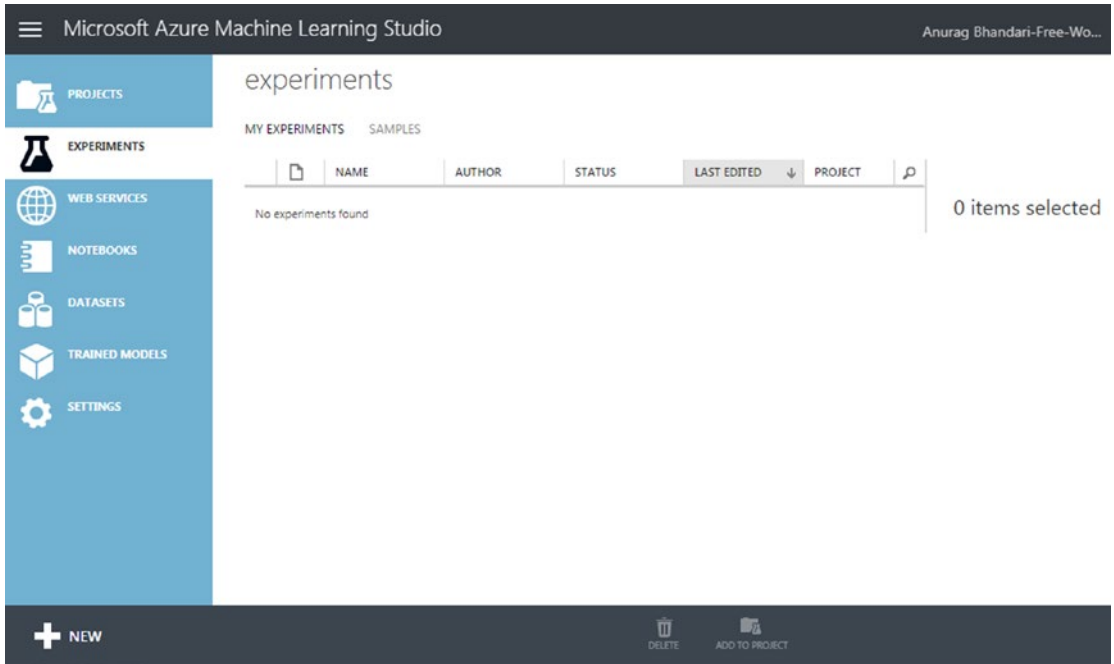 Microsoft Azure Machine Learning Studio
Anurag Bhandari-Free-Wo...
PROJECTS
EXPERIMENTS
WEB SERVICES
NOTEBOOKS
DATASETS
TRAINED MODELS
SETTINGS
experiments
MY EXPERIMENTS SAMPLES
NAME AUTHOR STATUS LAST EDITED PROJECT
No experiments found
0 items selected
NEW
DELETE
ADD TO PROJECT